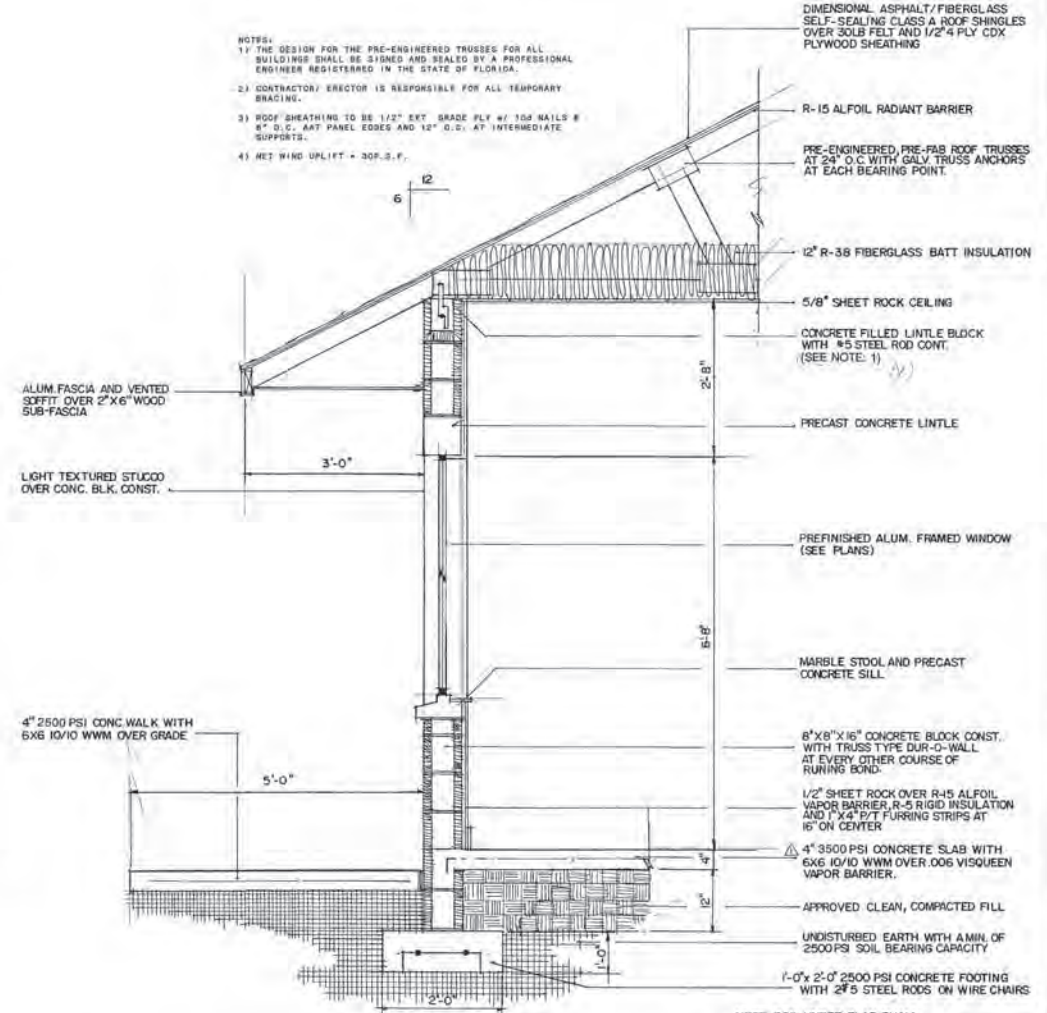 NOTES:
1) THE DESIGN FOR THE PRE-ENGINEERED TRUSSES FOR ALL
BUILDINGS SHALL BE SIGNED AND SEALED BY A PROFESSIONAL
ENGINEER REGISTERED IN THE STATE OF FLORIDA.
2) CONTRACTOR/ ERECTOR IS RESPONSIBLE FOR ALL TEMPORARY
BRACING.
3) ROOF SHEATHING TO BE 1/2" EXT GRADE PLY w/ 10d NAILS @
6" O.C. AAT PANEL EDGES AND 12" O.C. AT INTERMEDIATE
SUPPORTS.
4) NET WIND UPLIFT = 30P.S.F.
12
6
DIMENSIONAL ASPHALT/FIBERGLASS
SELF-SEALING CLASS A ROOF SHINGLES
OVER 30LB FELT AND 1/2" 4 PLY CDX
PLYWOOD SHEATHING
R-15 ALFOIL RADIANT BARRIER
PRE-ENGINEERED, PRE-FAB ROOF TRUSSES
AT 24" O.C. WITH GALV. TRUSS ANCHORS
AT EACH BEARING POINT.
12" R-38 FIBERGLASS BATT INSULATION
5/8" SHEET ROCK CEILING
CONCRETE FILLED LINTLE BLOCK
WITH #5 STEEL ROD CONT.
(SEE NOTE: 1)
2'-8"
ALUM. FASCIA AND VENTED
SOFFIT OVER 2"X6" WOOD
SUB-FASCIA
PRECAST CONCRETE LINTLE
3'-0"
LIGHT TEXTURED STUCCO
OVER CONC. BLK. CONST.
PREFINISHED ALUM. FRAMED WINDOW
(SEE PLANS)
6'-8"
MARBLE STOOL AND PRECAST
CONCRETE SILL
4" 2500 PSI CONC. WALK WITH
6X6 10/10 WWM OVER GRADE
5'-0"
8"X8"X16" CONCRETE BLOCK CONST.
WITH TRUSS TYPE DUR-O-WALL
AT EVERY OTHER COURSE OF
RUNING BOND.
1/2" SHEET ROCK OVER R-15 ALFOIL
VAPOR BARRIER, R-5 RIGID INSULATION
AND 1"X4" P/T FURRING STRIPS AT
16" ON CENTER
4" 3500 PSI CONCRETE SLAB WITH
6X6 10/10 WWM OVER .006 VISQUEEN
VAPOR BARRIER.
4"
12"
APPROVED CLEAN, COMPACTED FILL
UNDISTURBED EARTH WITH A MIN. OF
2500 PSI SOIL BEARING CAPACITY
1'-0"
1'-0"x 2'-0" 2500 PSI CONCRETE FOOTING
WITH 2#5 STEEL RODS ON WIRE CHAIRS
2'-0"